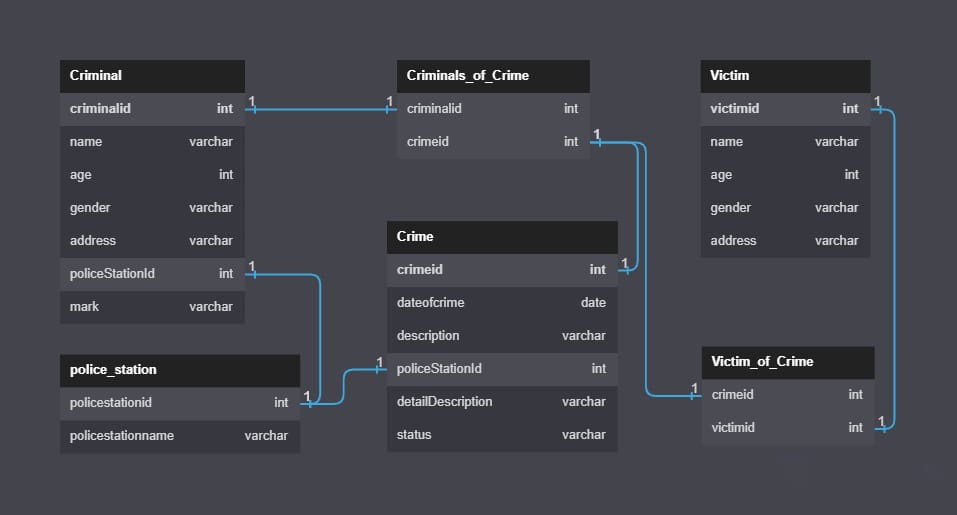 Criminal
criminalid int
name varchar
age int
gender varchar
address varchar
policeStationId int
mark varchar
police_station
policestationid int
policestationname varchar
Criminals_of_Crime
criminalid int
crimeid int
Crime
crimeid int
dateofcrime date
description varchar
policeStationId int
detailDescription varchar
status varchar
Victim
victimid int
name varchar
age int
gender varchar
address varchar
Victim_of_Crime
crimeid int
victimid int
1
1
1
1
1
1
1
1
1
1